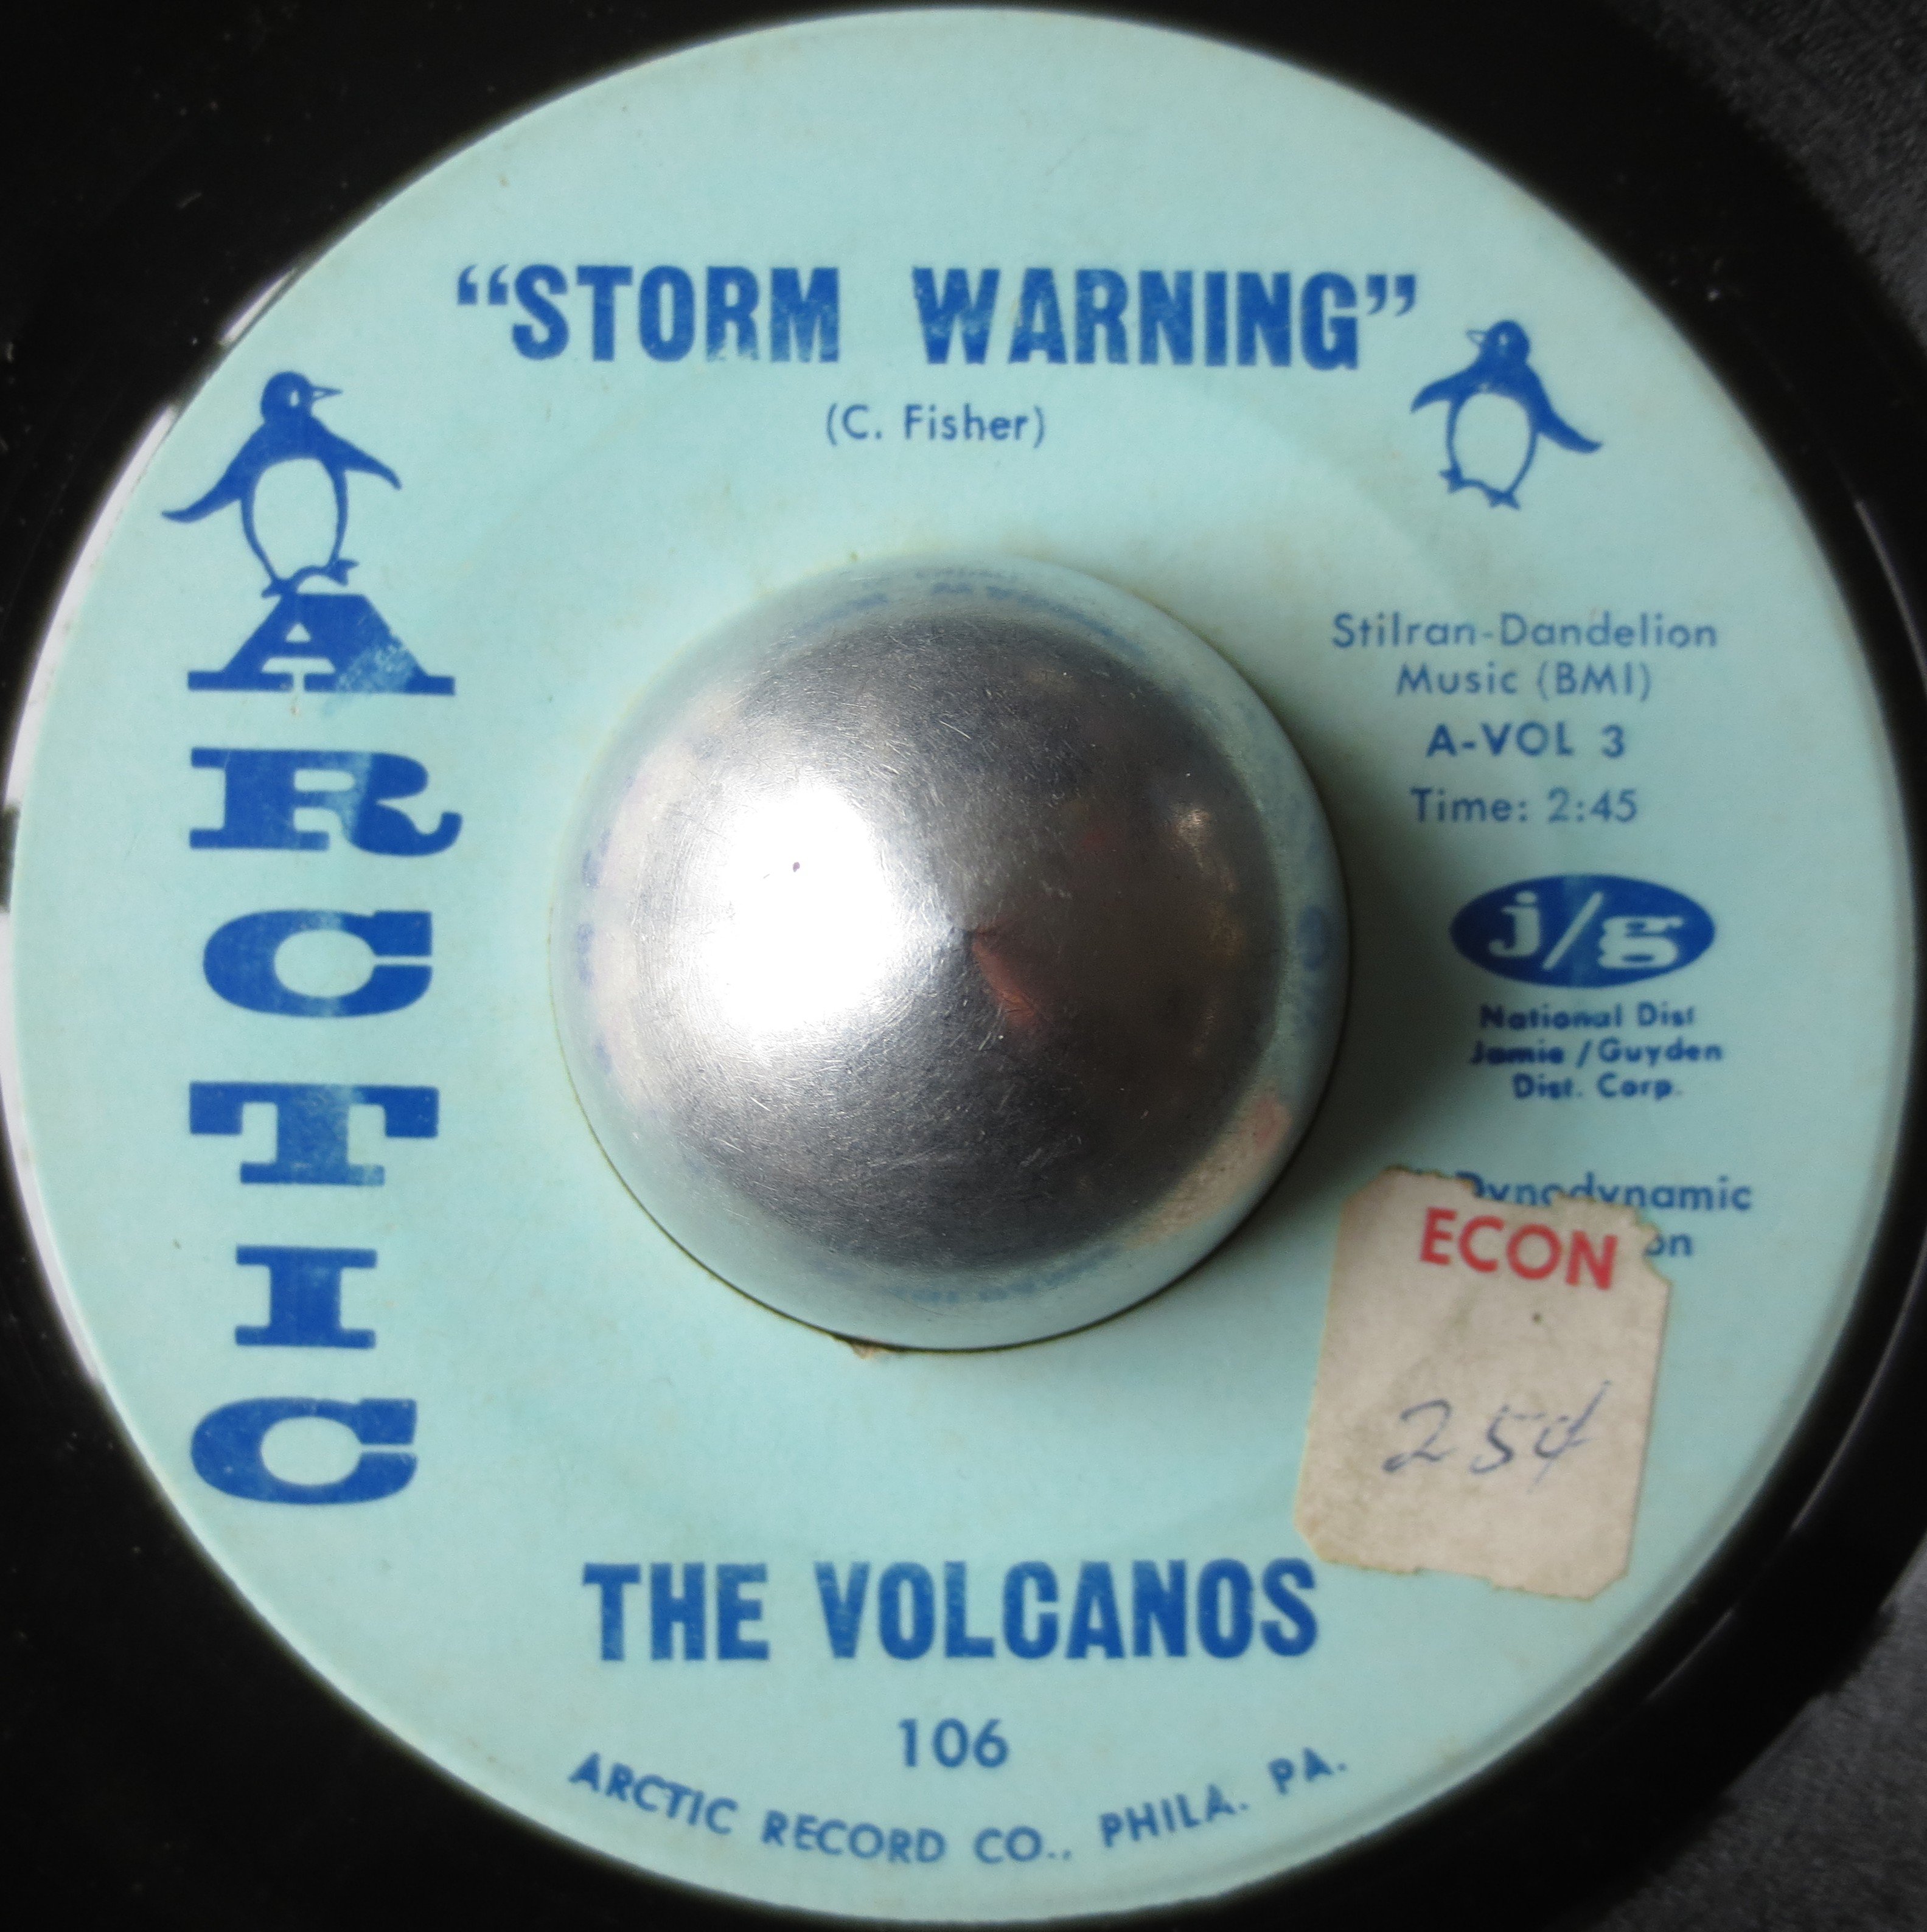 “STORM WARNING”
(C. Fisher)
ARCTIC
Stilran-Dandelion
Music (BMI)
A-VOL 3
Time: 2:45
j/g
National Dist
Jamie / Guyden
Dist. Corp.
Dynodynamic
ECON
25¢
THE VOLCANOS
106
ARCTIC RECORD CO., PHILA. PA.